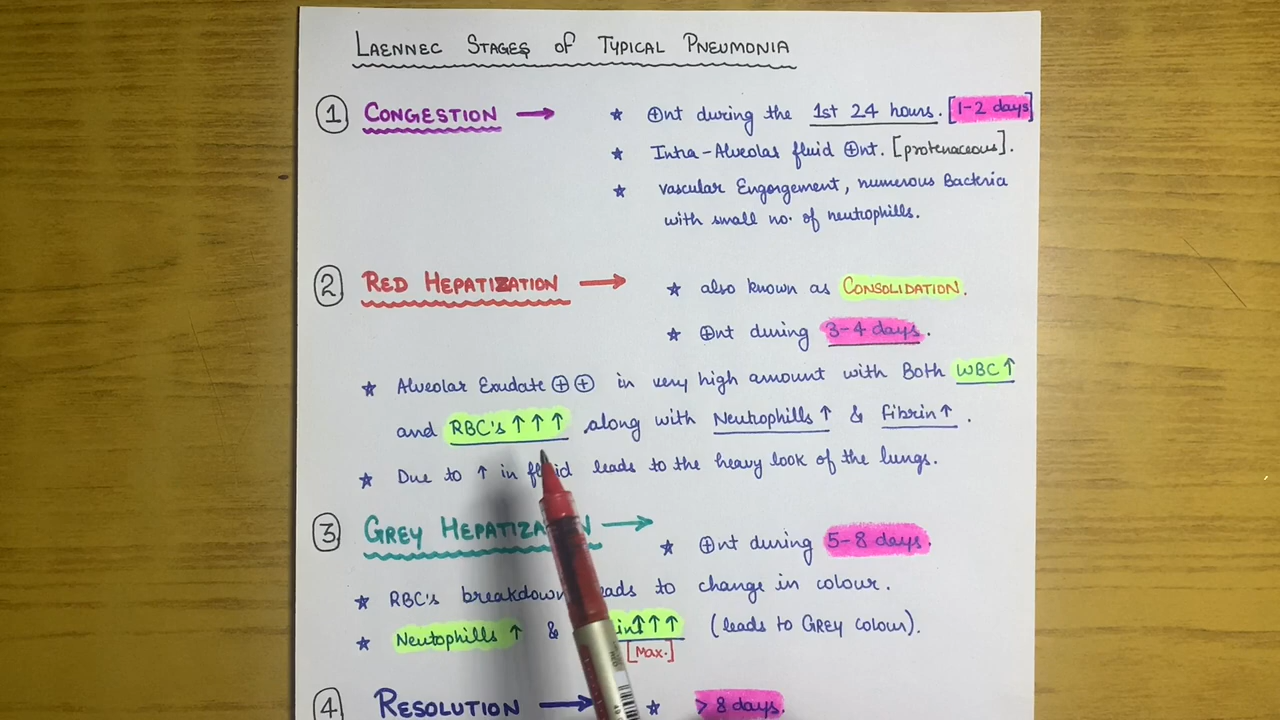 LAENNEC STAGES OF TYPICAL PNEUMONIA
1 CONGESTION → ★ ⊕nt during the 1st 24 hours. [1-2 days]
★ Intra-Alveolar fluid ⊕nt. [protenaceous].
★ vascular Engorgement, numerous Bacteria
with small no. of neutrophills.
2 RED HEPATIZATION → ★ also known as CONSOLIDATION.
★ ⊕nt during 3-4 days.
★ Alveolar Exudate ⊕⊕ in very high amount with Both WBC↑
and RBC's ↑↑↑ along with Neutrophills ↑ & fibrin↑.
★ Due to ↑ in fluid leads to the heavy look of the lungs.
3 GREY HEPATIZATION → ★ ⊕nt during 5-8 days.
★ RBC's breakdown leads to change in colour.
★ Neutophills ↑ & in↑↑↑ (leads to GREY colour).
[Max.]
4 RESOLUTION → ★ > 8 days.